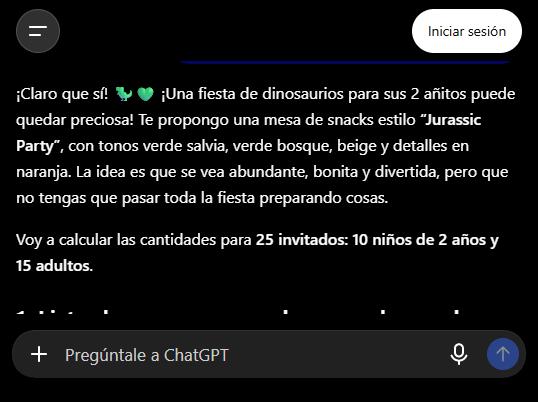 Iniciar sesión
¡Claro que sí! 🦖💚 ¡Una fiesta de dinosaurios para sus 2 añitos puede
quedar preciosa! Te propongo una mesa de snacks estilo “Jurassic
Party”, con tonos verde salvia, verde bosque, beige y detalles en
naranja. La idea es que se vea abundante, bonita y divertida, pero que
no tengas que pasar toda la fiesta preparando cosas.
Voy a calcular las cantidades para 25 invitados: 10 niños de 2 años y
15 adultos.
Pregúntale a ChatGPT